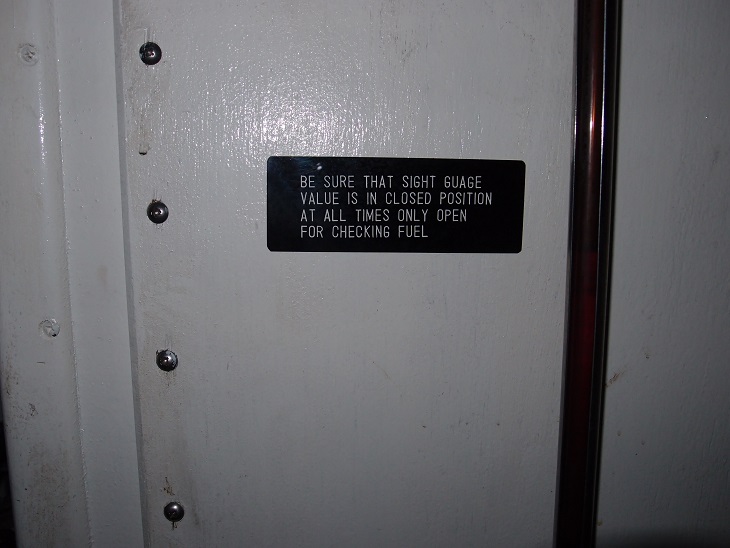 BE SURE THAT SIGHT GUAGE
VALUE IS IN CLOSED POSITION
AT ALL TIMES ONLY OPEN
FOR CHECKING FUEL